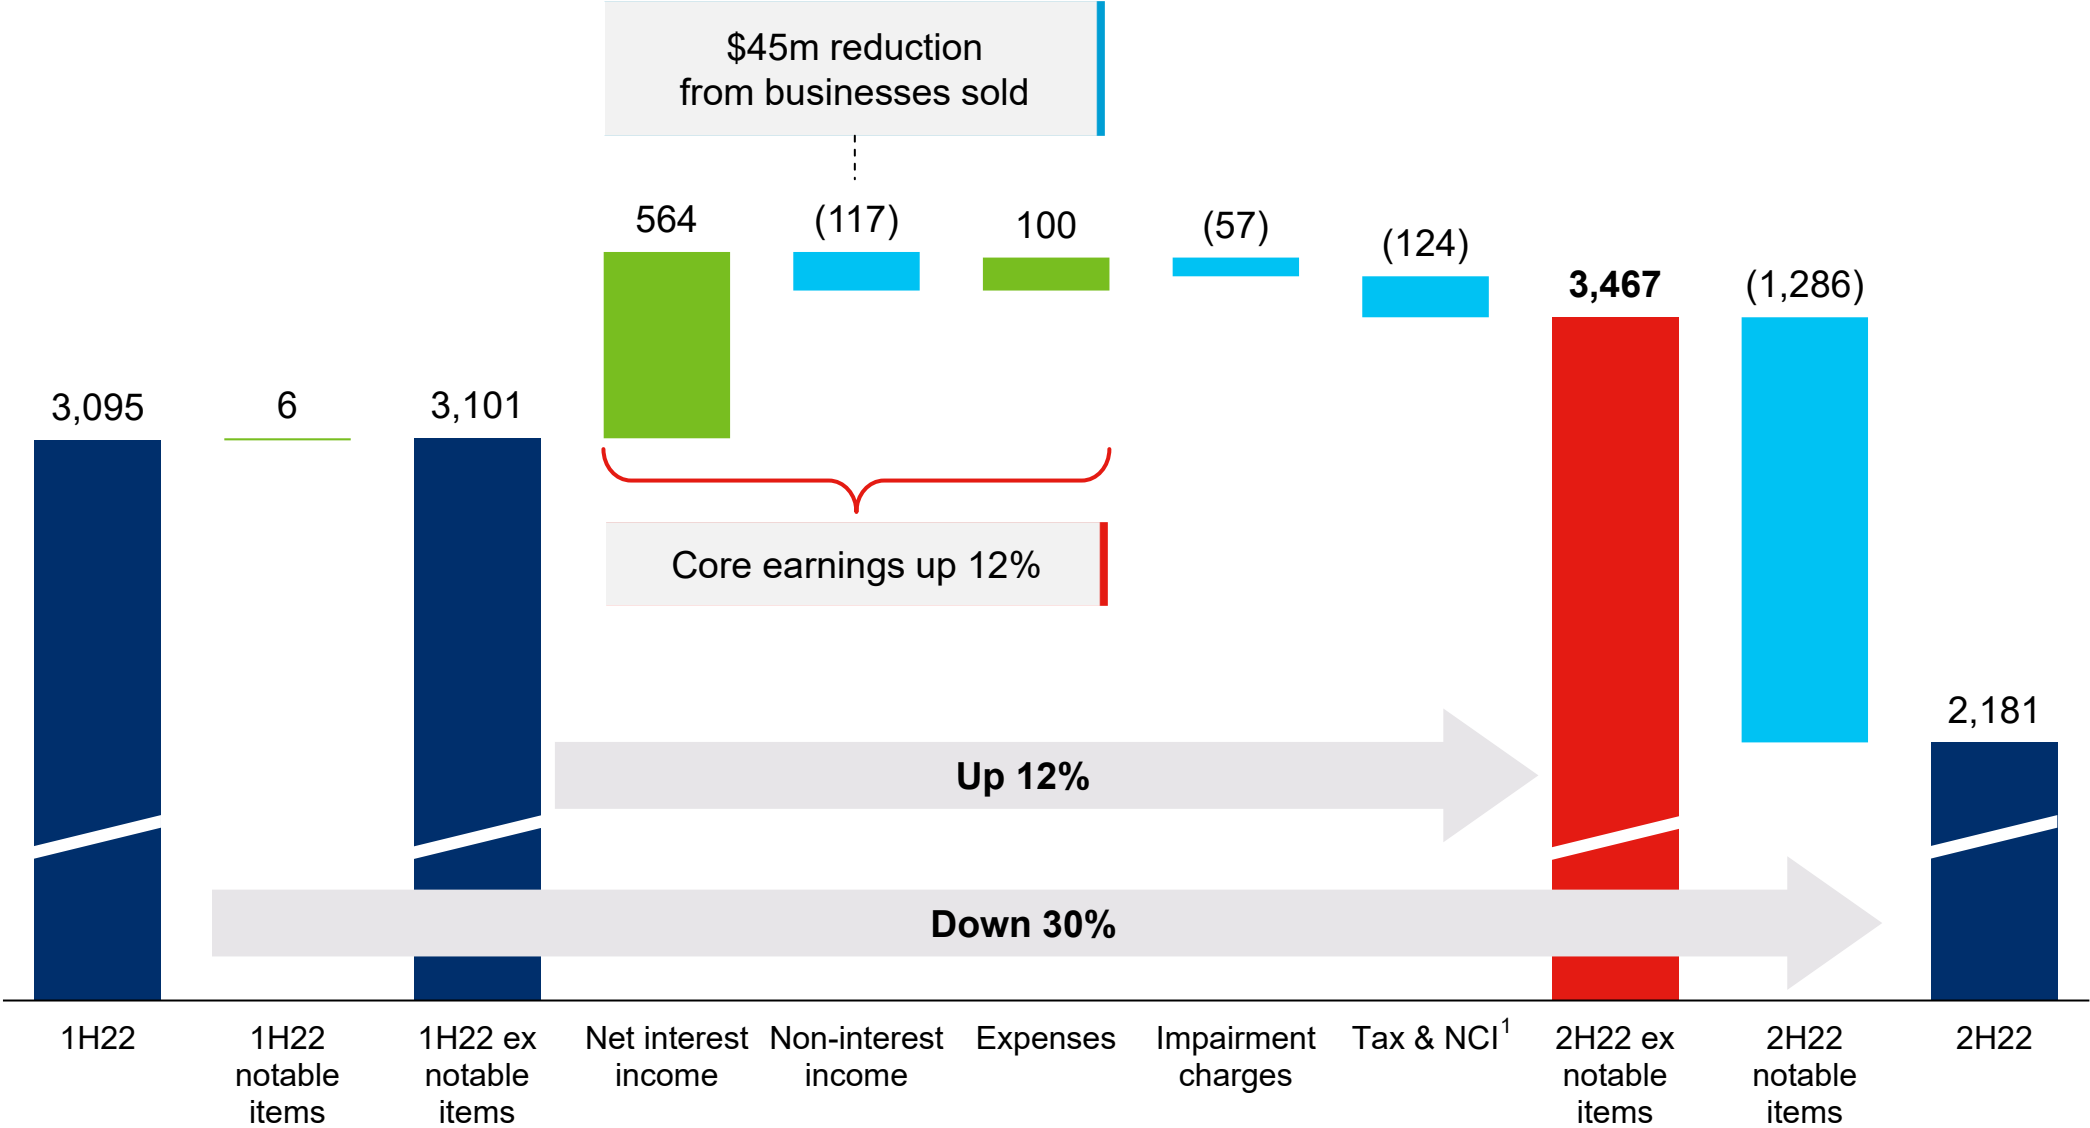 $45m reduction
from businesses sold
564
(117)
100
(57)
(124)
3,467
(1,286)
3,095
6
3,101
2,181
Core earnings up 12%
Up 12%
Down 30%
1H22
1H22
notable
items
1H22 ex
notable
items
Net interest
income
Non-interest
income
Expenses
Impairment
charges
Tax & NCI¹
2H22 ex
notable
items
2H22
notable
items
2H22